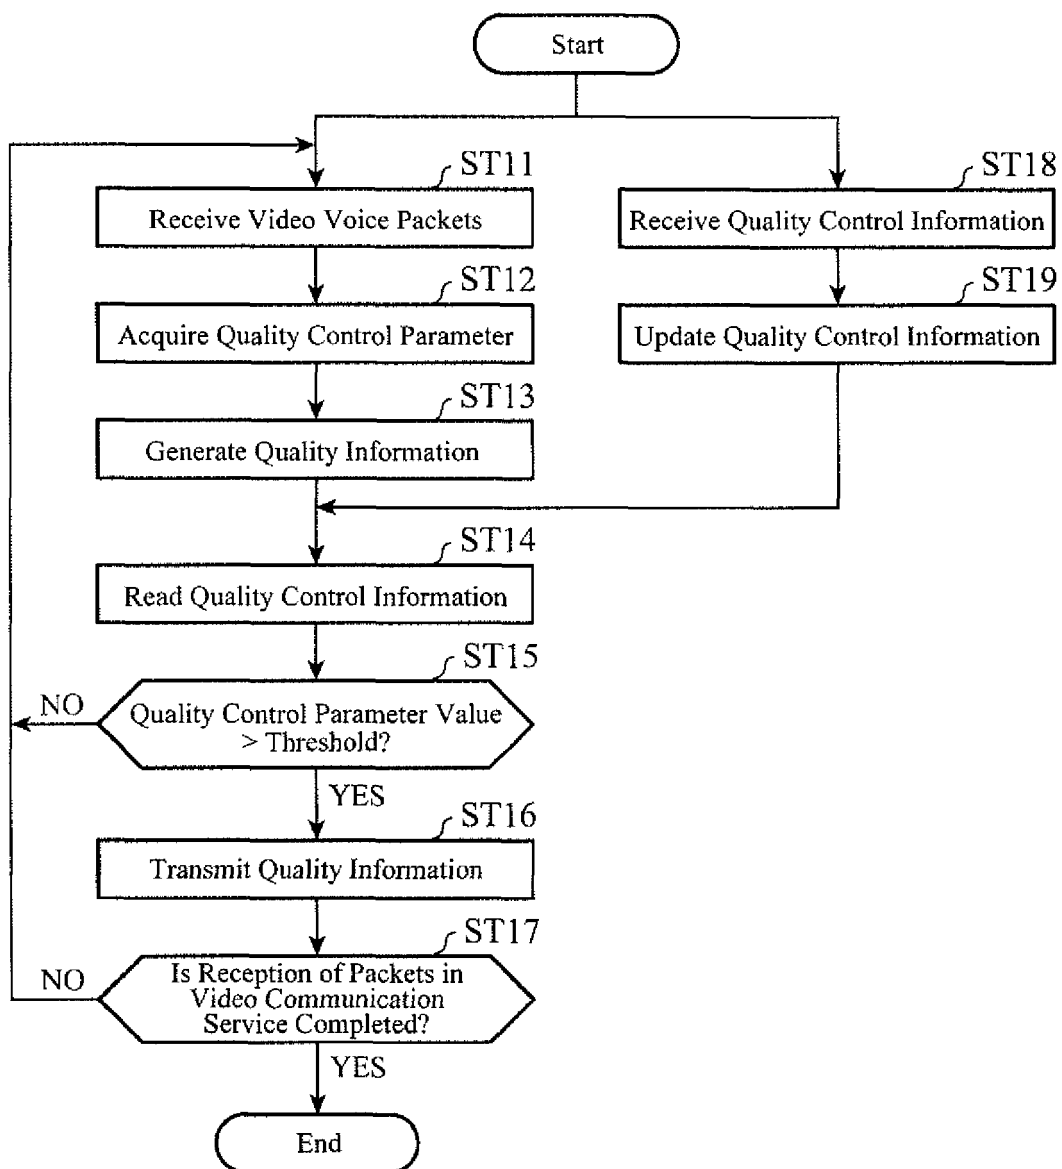 Start
ST11
Receive Video Voice Packets
ST18
Receive Quality Control Information
ST12
Acquire Quality Control Parameter
ST19
Update Quality Control Information
ST13
Generate Quality Information
ST14
Read Quality Control Information
ST15
NO
Quality Control Parameter Value
> Threshold?
YES
ST16
Transmit Quality Information
ST17
NO
Is Reception of Packets in
Video Communication
Service Completed?
YES
End